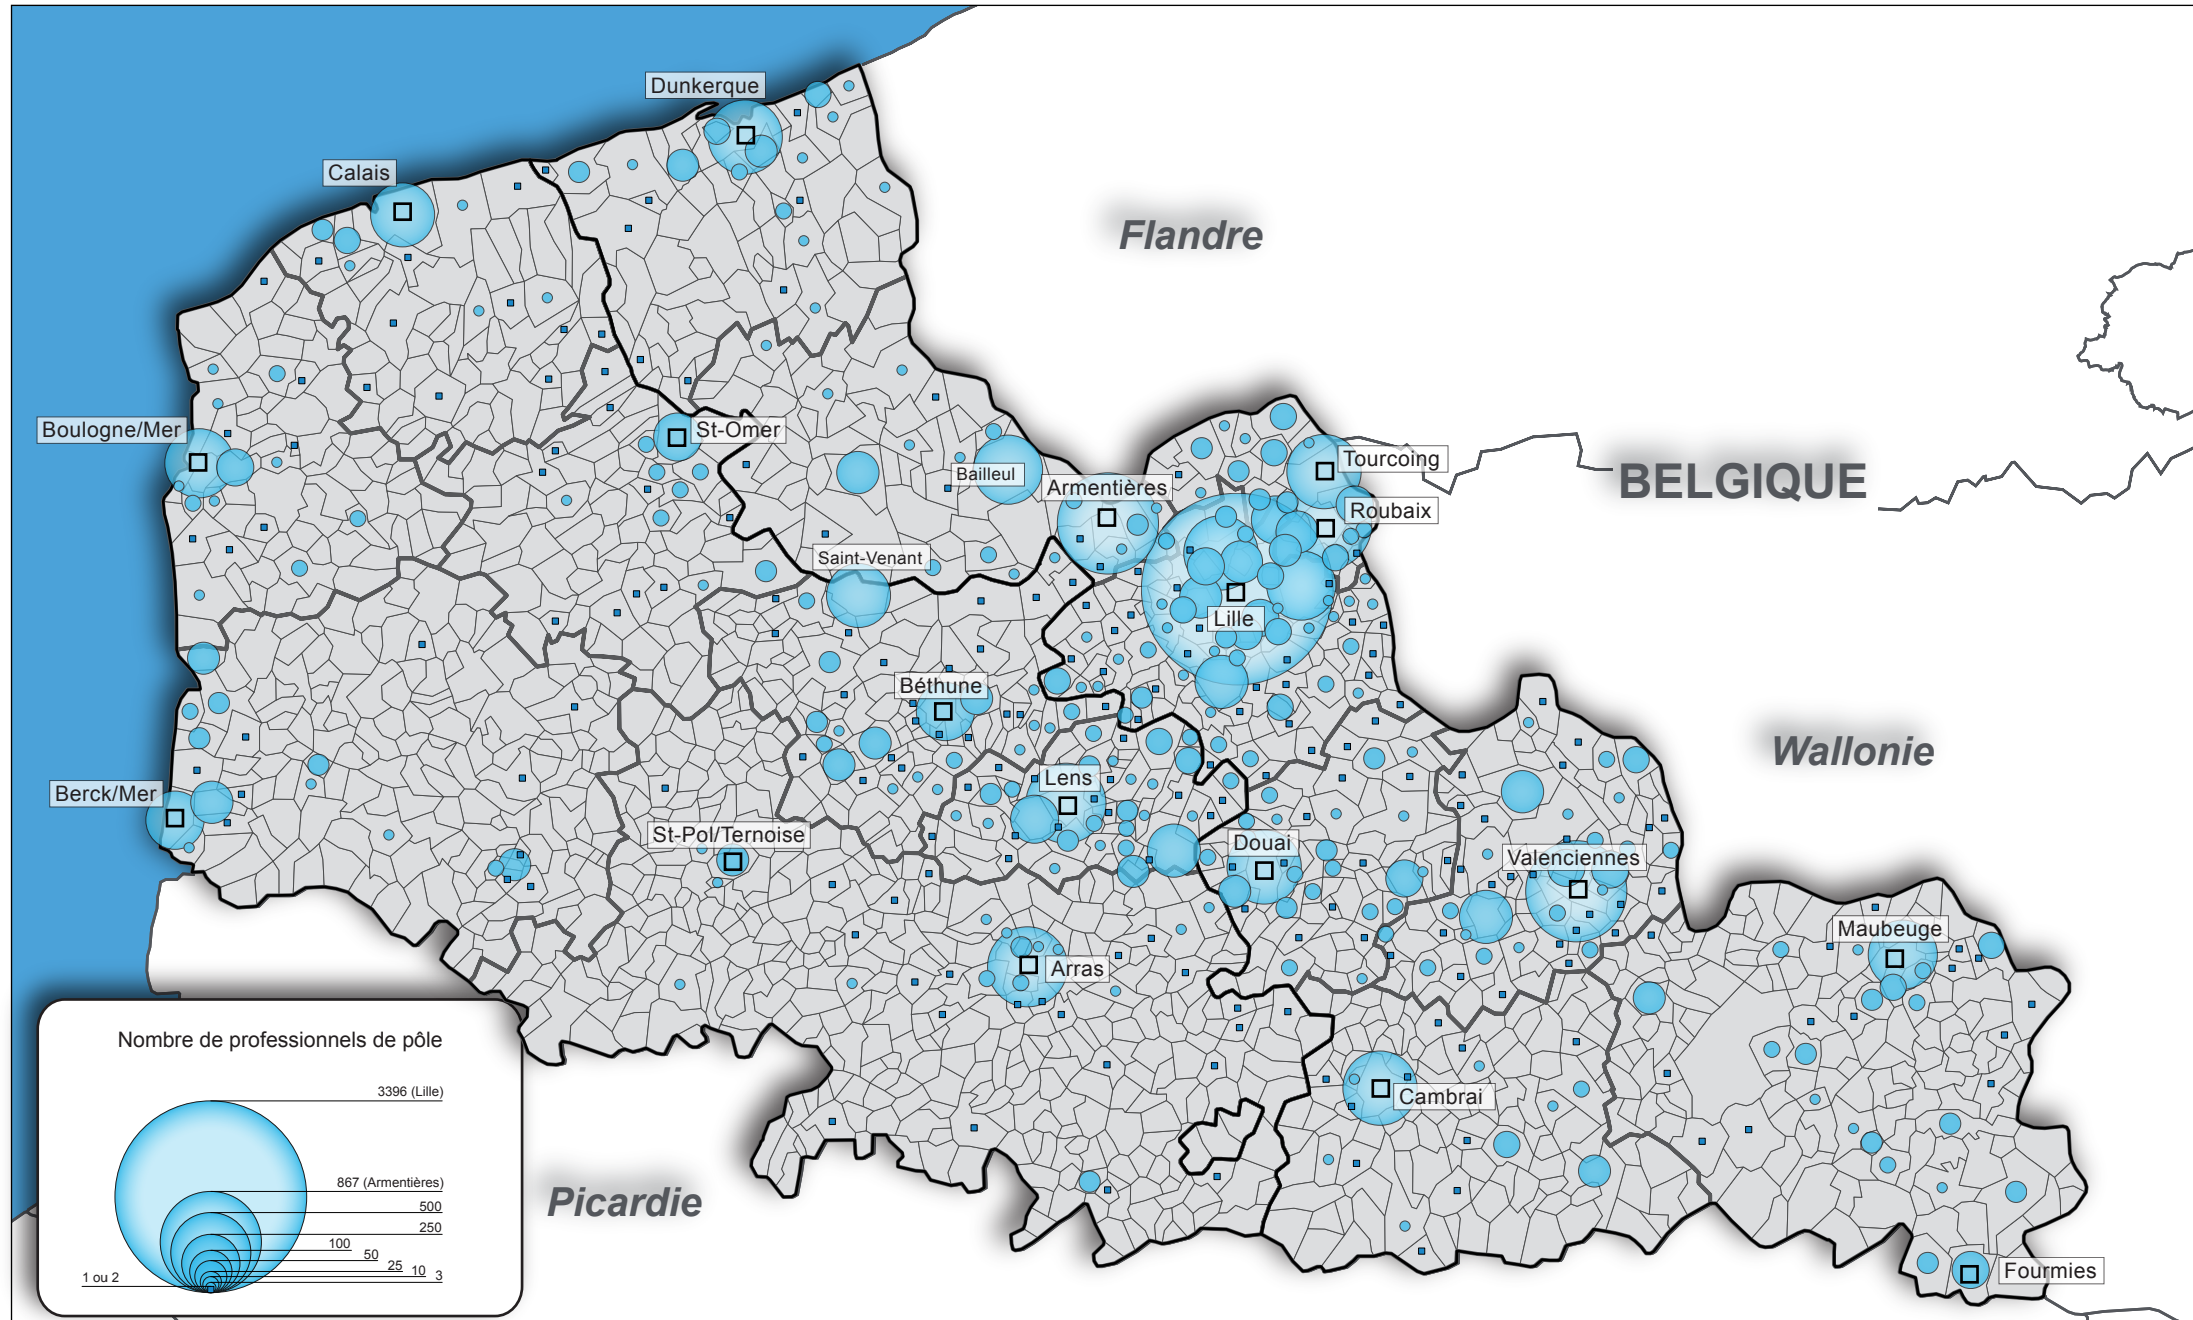 Dunkerque
Calais
Flandre
Boulogne/Mer
St-Omer
Bailleul
Armentières
Tourcoing
BELGIQUE
Roubaix
Saint-Venant
Lille
Béthune
Wallonie
Berck/Mer
Lens
St-Pol/Ternoise
Douai
Valenciennes
Maubeuge
Arras
Cambrai
Picardie
Fourmies
Nombre de professionnels de pôle
3396 (Lille)
867 (Armentières)
500
250
100
50
25
10
3
1 ou 2